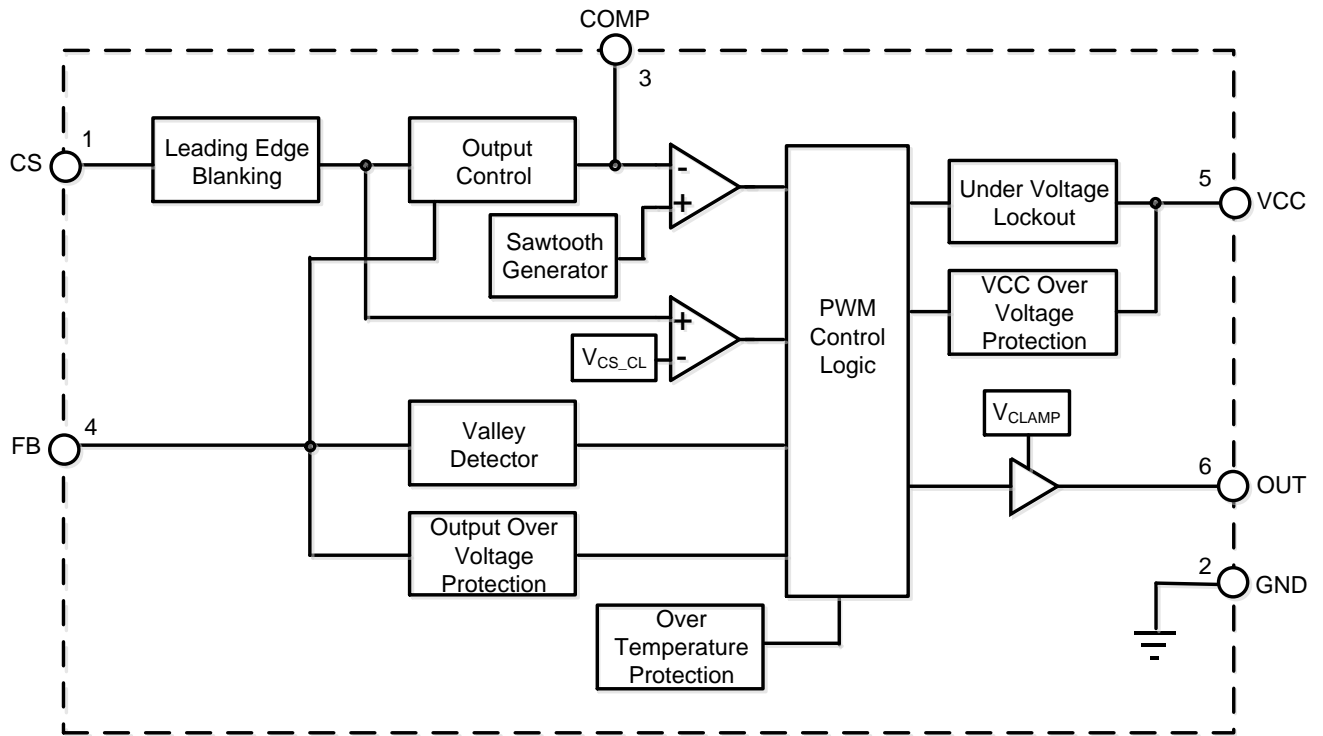 COMP
3
1
CS
Leading Edge
Blanking
Output
Control
-
+
Sawtooth
Generator
PWM
Control
Logic
Under Voltage
Lockout
5
VCC
VCC Over
Voltage
Protection
+
-
VCS_CL
VCLAMP
4
FB
Valley
Detector
6
OUT
Output Over
Voltage
Protection
2
GND
Over
Temperature
Protection